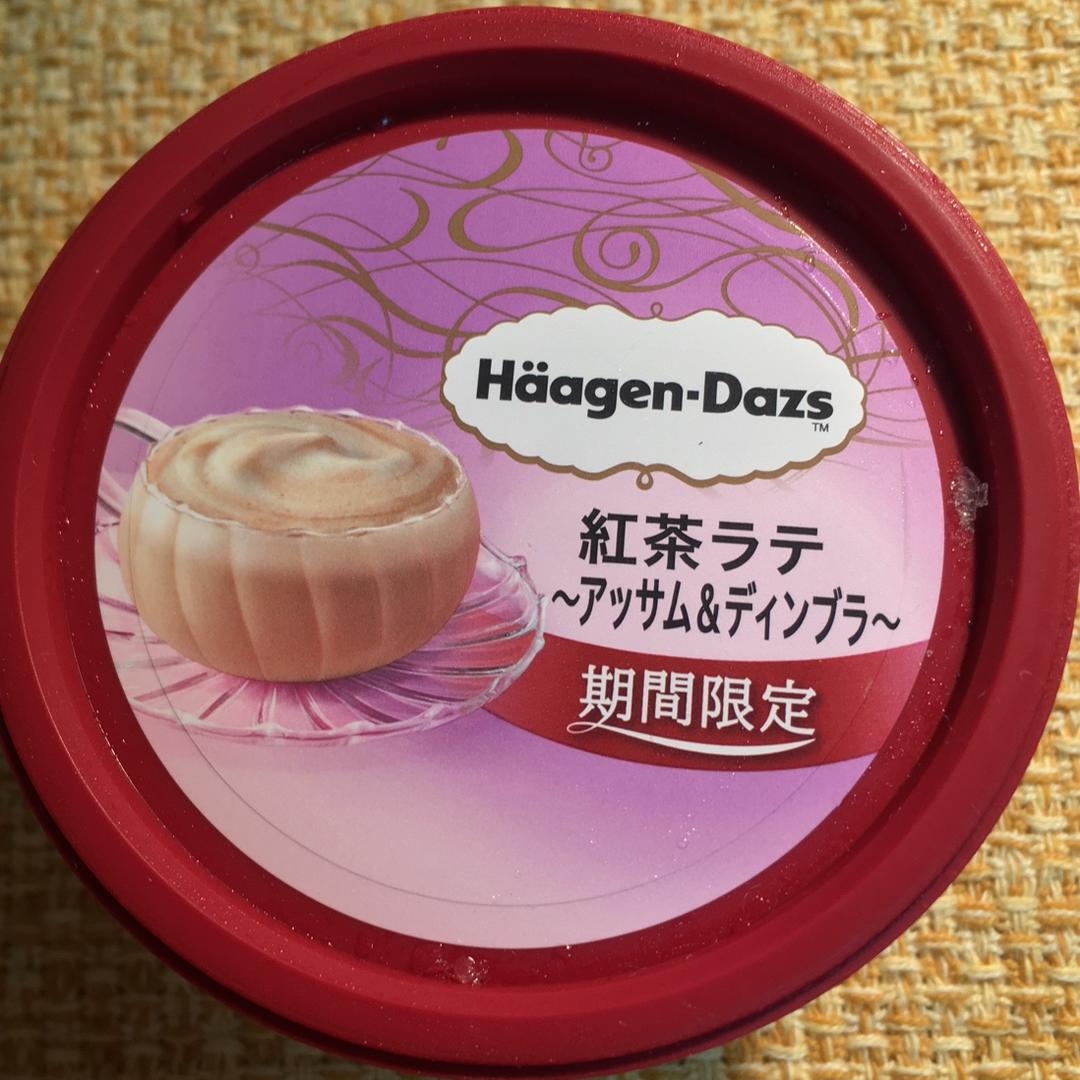 Häagen-Dazs
TM
紅茶ラテ
~アッサム&ディンブラ~
期間限定